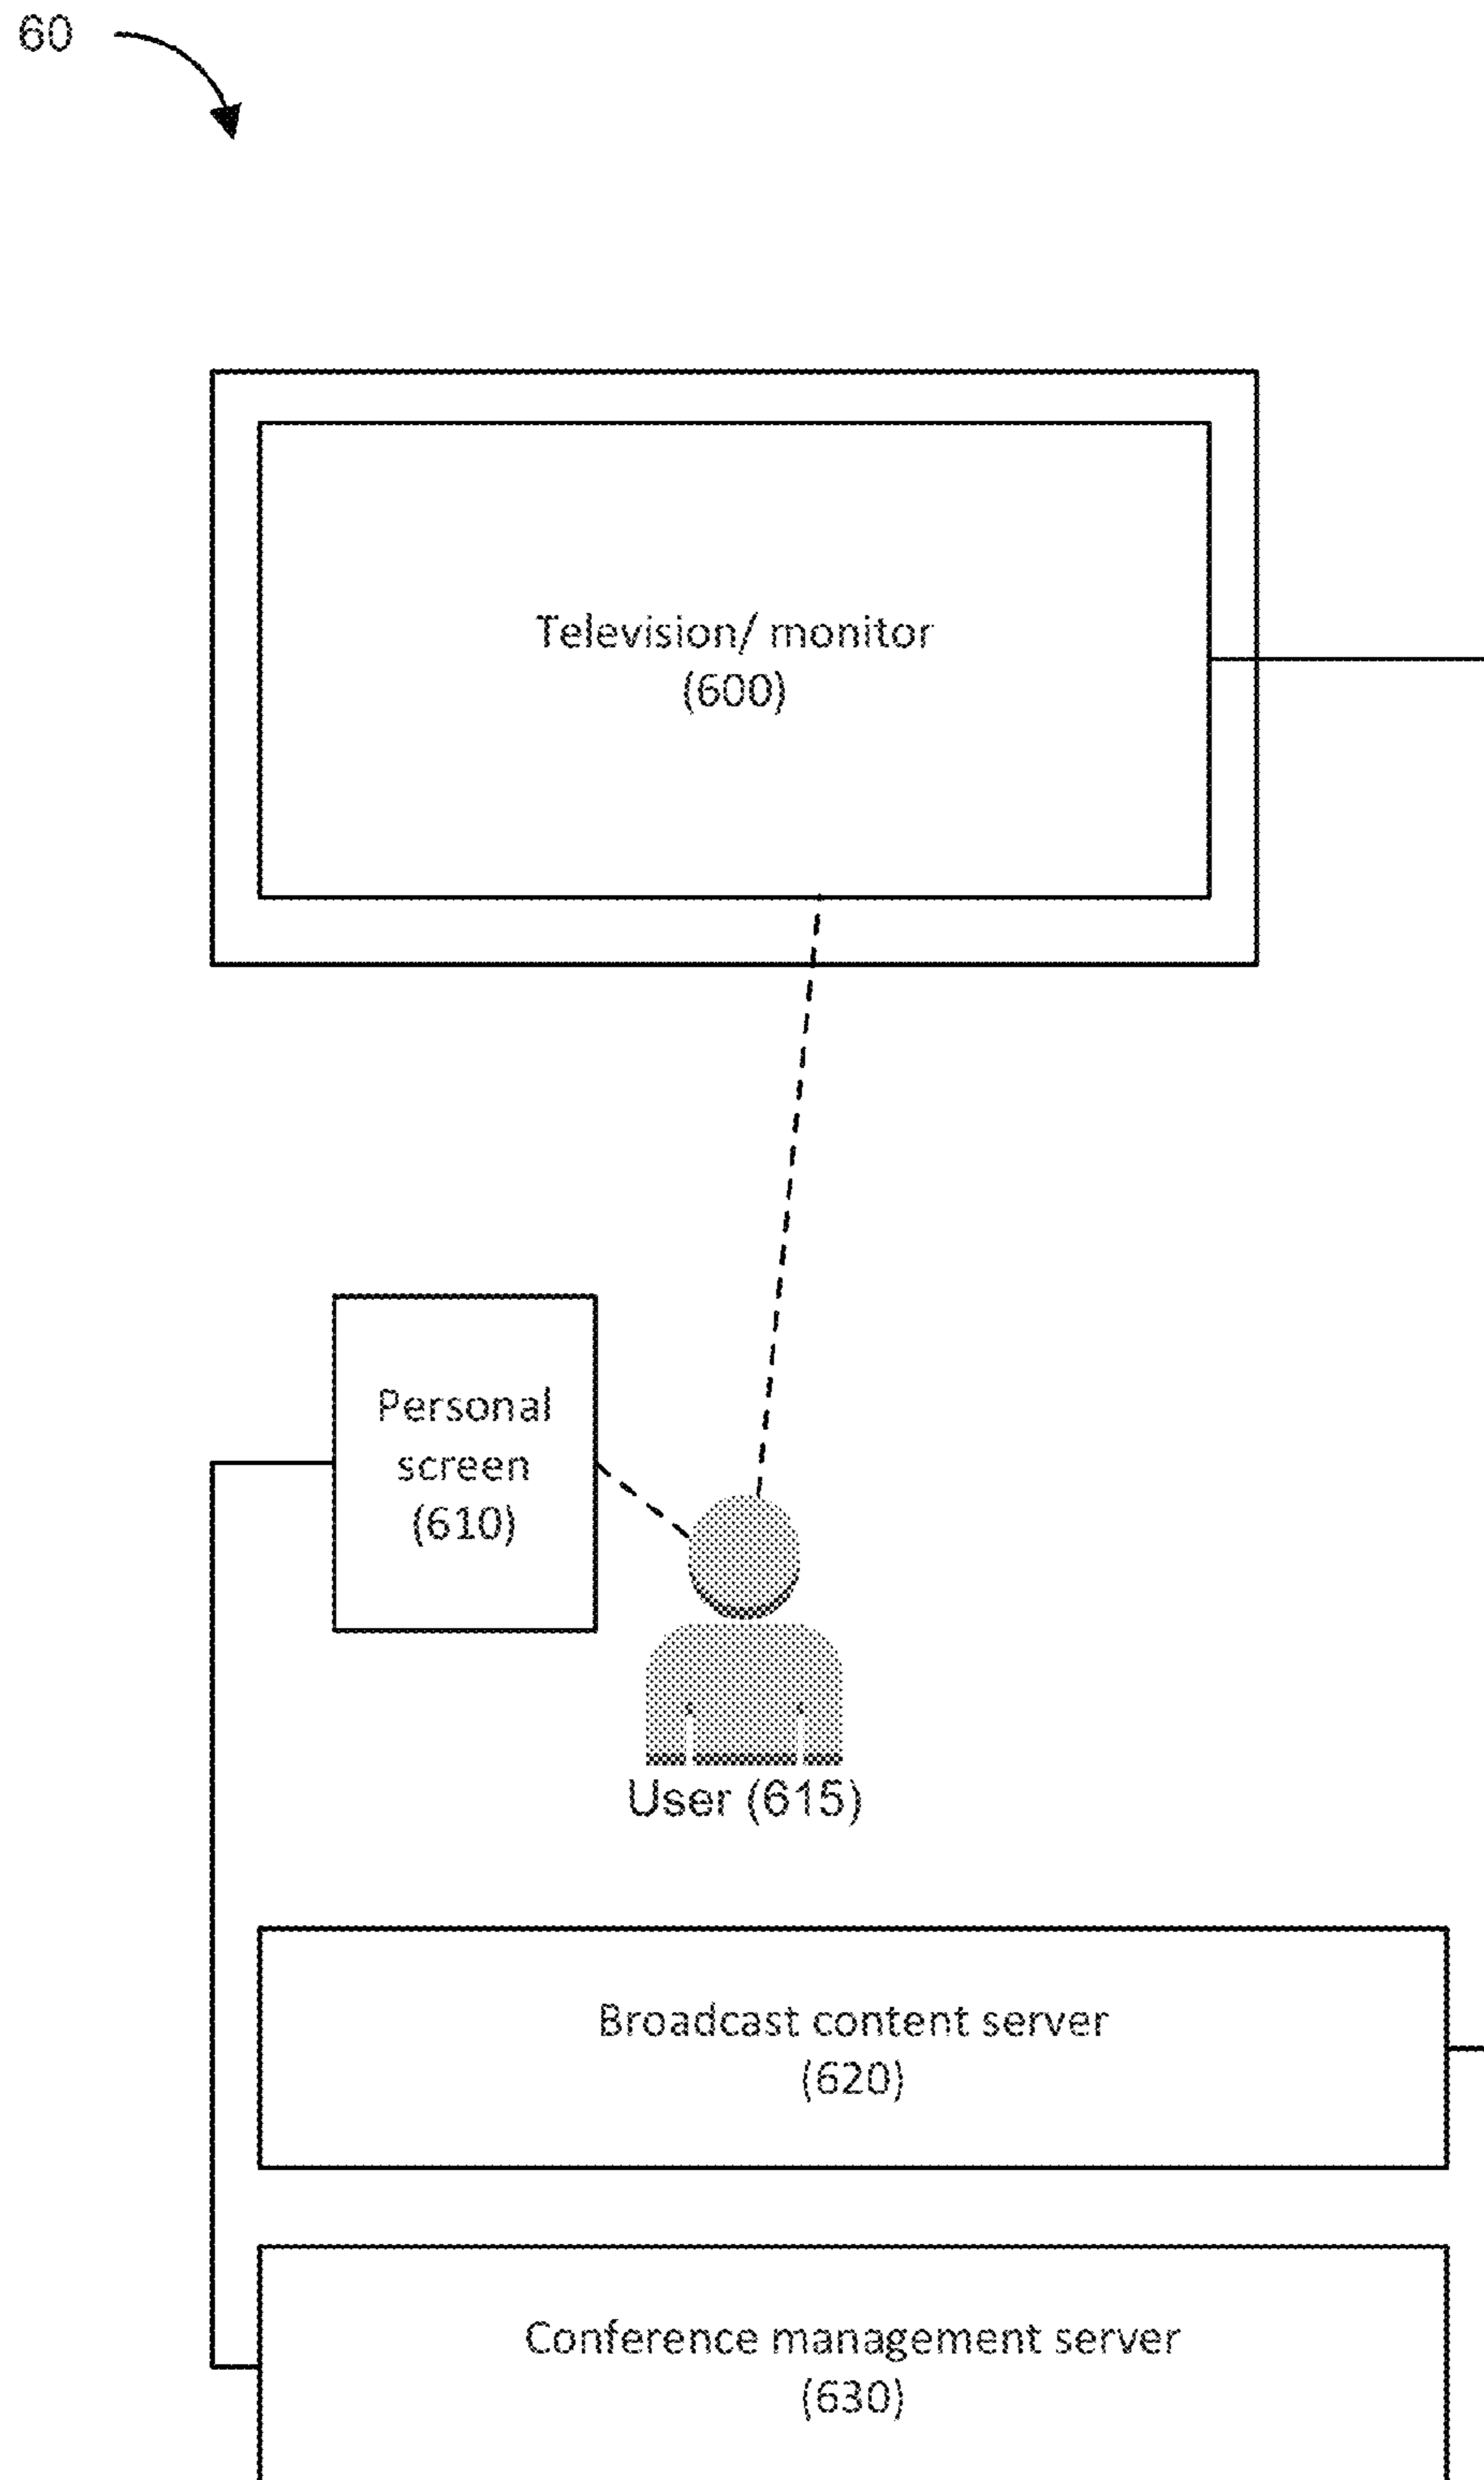 60
Television/ monitor
(600)
Personal
screen
(610)
User (615)
Broadcast content server
(620)
Conference management server
(630)